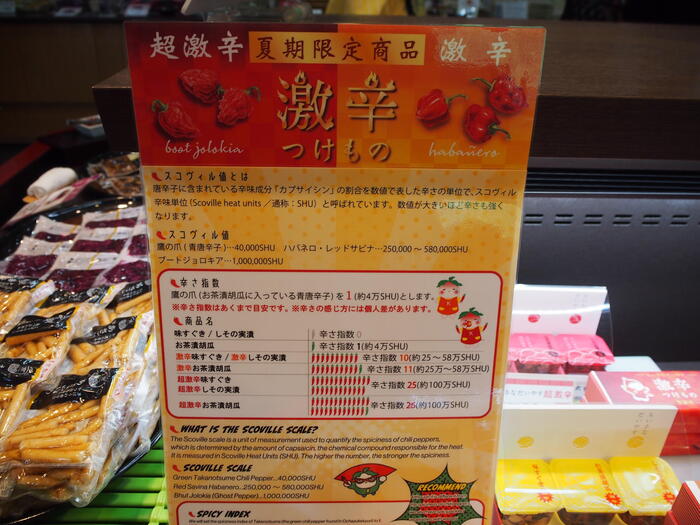 超激辛 夏期限定商品 激辛
激辛
つけもの
boot jolokia
habañero
スコヴィル値とは
唐辛子に含まれている辛味成分「カプサイシン」の割合を数値で表した辛さの単位で、スコヴィル
辛味単位(Scoville heat units／通称：SHU) と呼ばれています。数値が大きいほど辛さも強く
なります。
スコヴィル値
鷹の爪(青唐辛子)…40,000SHU ハバネロ・レッドサビナ…250,000～580,000SHU
ブートジョロキア…1,000,000SHU
辛さ指数
鷹の爪(お茶漬胡瓜に入っている青唐辛子)を1(約4万SHU)とします。
※辛さ指数はあくまで目安です。※辛さの感じ方には個人差があります。
商品名
味すぐき / しその実漬 辛さ指数 0
お茶漬胡瓜 辛さ指数 1(約4万SHU)
激辛味すぐき / 激辛しその実漬 辛さ指数 10(約25～58万SHU)
激辛お茶漬胡瓜 辛さ指数 11(約25万～58万SHU)
超激辛味すぐき
超激辛しその実漬 辛さ指数 25(約100万SHU)
超激辛お茶漬胡瓜 辛さ指数 26(約100万SHU)
WHAT IS THE SCOVILLE SCALE?
The Scoville scale is a unit of measurement used to quantify the spiciness of chili peppers,
which is determined by the amount of capsaicin, the chemical compound responsible for the heat.
It is measured in Scoville Heat Units (SHU). The higher the number, the stronger the spiciness.
SCOVILLE SCALE
Green Takanotsume Chili Pepper...40,000SHU
Red Savina Habanero...250,000 ～ 580,000SHU
Bhut Jolokia (Ghost Pepper)...1,000,000SHU
RECOMMEND
SPICY INDEX
激辛
つけもの
超激辛